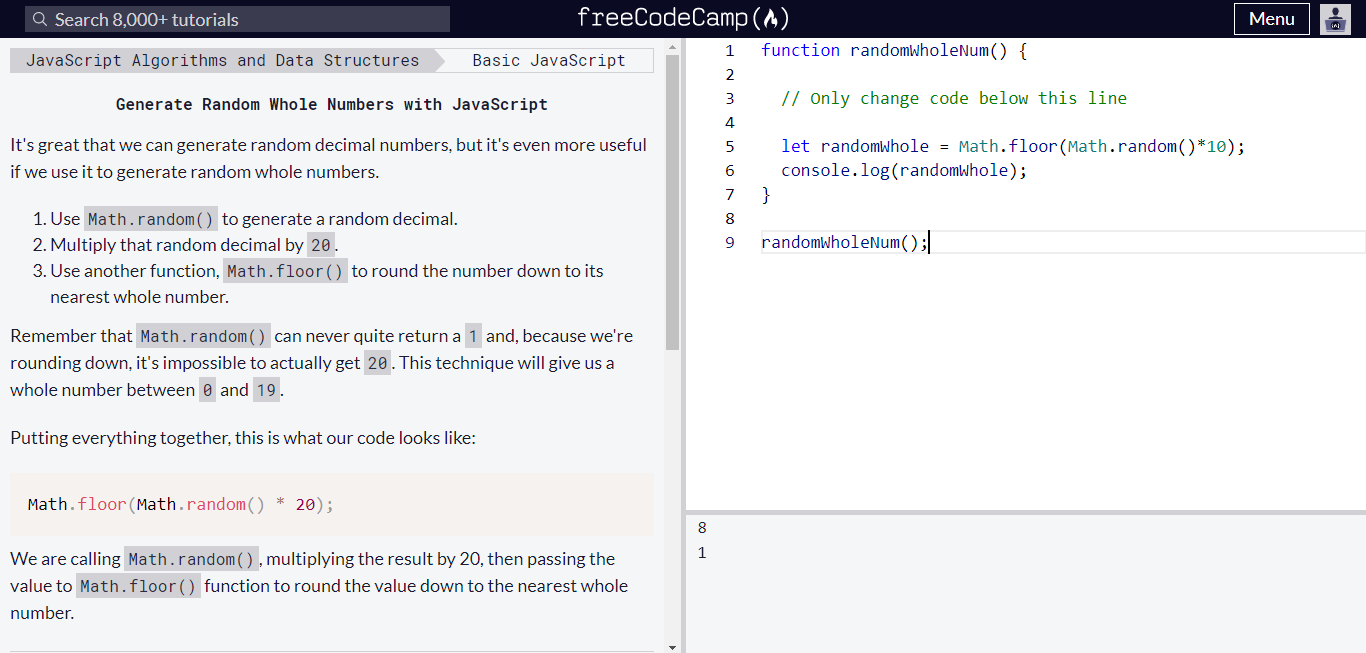 Search 8,000+ tutorials
freeCodeCamp
Menu
JavaScript Algorithms and Data Structures
Basic JavaScript
Generate Random Whole Numbers with JavaScript
It's great that we can generate random decimal numbers, but it's even more useful
if we use it to generate random whole numbers.
1. Use Math.random() to generate a random decimal.
2. Multiply that random decimal by 20.
3. Use another function, Math.floor() to round the number down to its
nearest whole number.
Remember that Math.random() can never quite return a 1 and, because we're
rounding down, it's impossible to actually get 20. This technique will give us a
whole number between 0 and 19.
Putting everything together, this is what our code looks like:
Math.floor(Math.random() * 20);
We are calling Math.random(), multiplying the result by 20, then passing the
value to Math.floor() function to round the value down to the nearest whole
number.
1 function randomWholeNum() {
2
3 // Only change code below this line
4
5 let randomWhole = Math.floor(Math.random()*10);
6 console.log(randomWhole);
7 }
8
9 randomWholeNum();
8
1